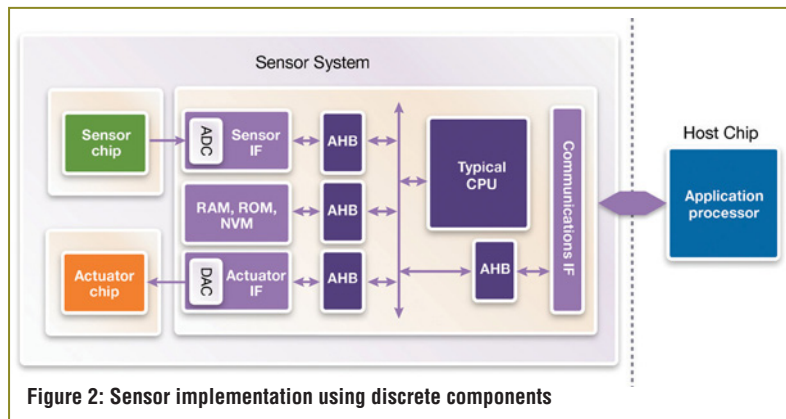 Sensor System
Sensor
chip
ADC
Sensor
IF
AHB
RAM, ROM,
NVM
AHB
Actuator
chip
DAC
Actuator
IF
AHB
Typical
CPU
AHB
Communications IF
Host Chip
Application
processor
Figure 2: Sensor implementation using discrete components